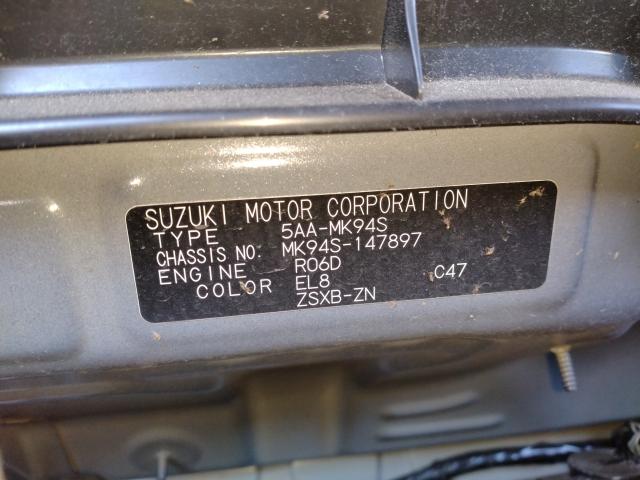 SUZUKI MOTOR CORPORATION
TYPE 5AA-MK94S
CHASSIS NO. MK94S-147897
ENGINE R06D C47
COLOR EL8
ZSXB-ZN